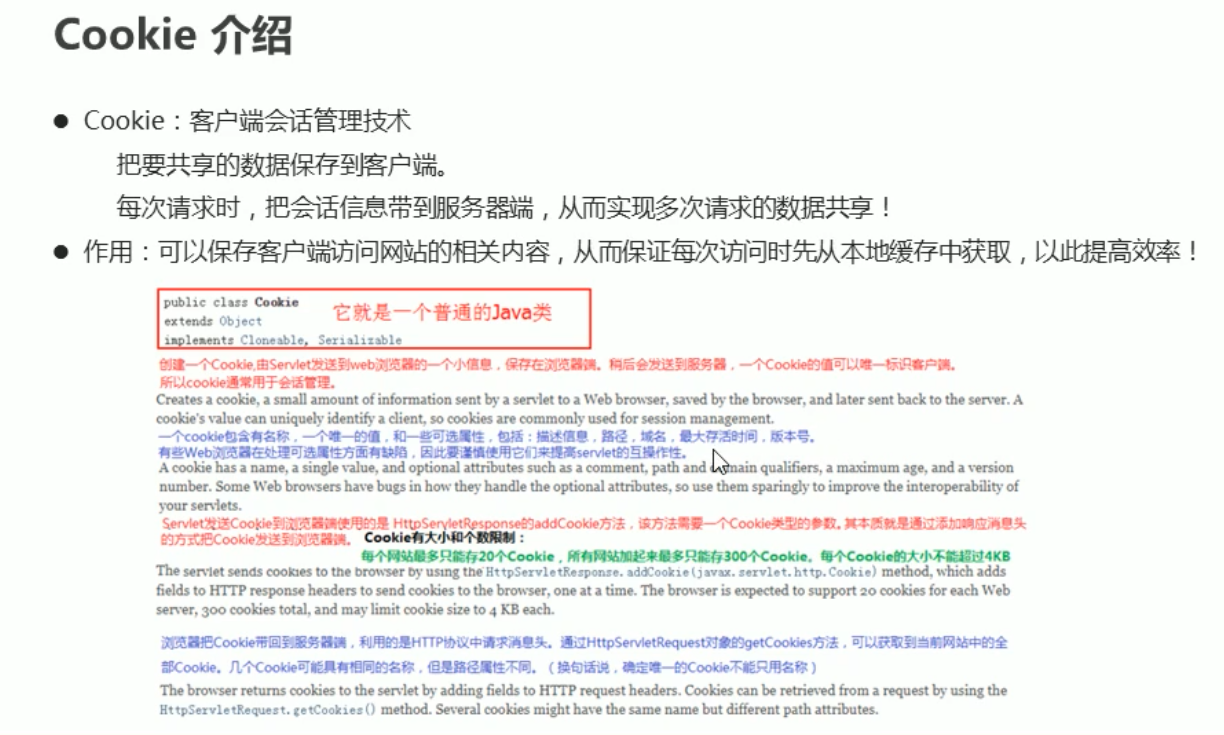 Cookie 介绍
● Cookie：客户端会话管理技术
把要共享的数据保存到客户端。
每次请求时，把会话信息带到服务器端，从而实现多次请求的数据共享！
● 作用：可以保存客户端访问网站的相关内容，从而保证每次访问时先从本地缓存中获取，以此提高效率！
public class Cookie
它就是一个普通的Java类
extends Object
implements Cloneable, Serializable
创建一个Cookie,由Servlet发送到web浏览器的一个小信息，保存在浏览器端。稍后会发送到服务器，一个Cookie的值可以唯一标识客户端。
所以cookie通常用于会话管理。
Creates a cookie, a small amount of information sent by a servlet to a Web browser, saved by the browser, and later sent back to the server. A
cookie's value can uniquely identify a client, so cookies are commonly used for session management.
一个cookie包含有名称，一个唯一的值，和一些可选属性，包括：描述信息，路径，域名，最大存活时间，版本号。
有些Web浏览器在处理可选属性方面有缺陷，因此要谨慎使用它们来提高servlet的互操作性。
A cookie has a name, a single value, and optional attributes such as a comment, path and domain qualifiers, a maximum age, and a version
number. Some Web browsers have bugs in how they handle the optional attributes, so use them sparingly to improve the interoperability of
your servlets.
Servlet发送Cookie到浏览器端使用的是 HttpServletResponse的addCookie方法，该方法需要一个Cookie类型的参数。其本质就是通过添加响应消息头
的方式把Cookie发送到浏览器端。 Cookie有大小和个数限制：
每个网站最多只能存20个Cookie，所有网站加起来最多只能存300个Cookie。每个Cookie的大小不能超过4KB
The servlet sends cookies to the browser by using the HttpServletResponse.addCookie(javax.servlet.http.Cookie) method, which adds
fields to HTTP response headers to send cookies to the browser, one at a time. The browser is expected to support 20 cookies for each Web
server, 300 cookies total, and may limit cookie size to 4 KB each.
浏览器把Cookie带回到服务器端，利用的是HTTP协议中请求消息头。通过HttpServletRequest对象的getCookies方法，可以获取到当前网站中的全
部Cookie。几个Cookie可能具有相同的名称，但是路径属性不同。（换句话说，确定唯一的Cookie不能只用名称）
The browser returns cookies to the servlet by adding fields to HTTP request headers. Cookies can be retrieved from a request by using the
HttpServletRequest.getCookies() method. Several cookies might have the same name but different path attributes.